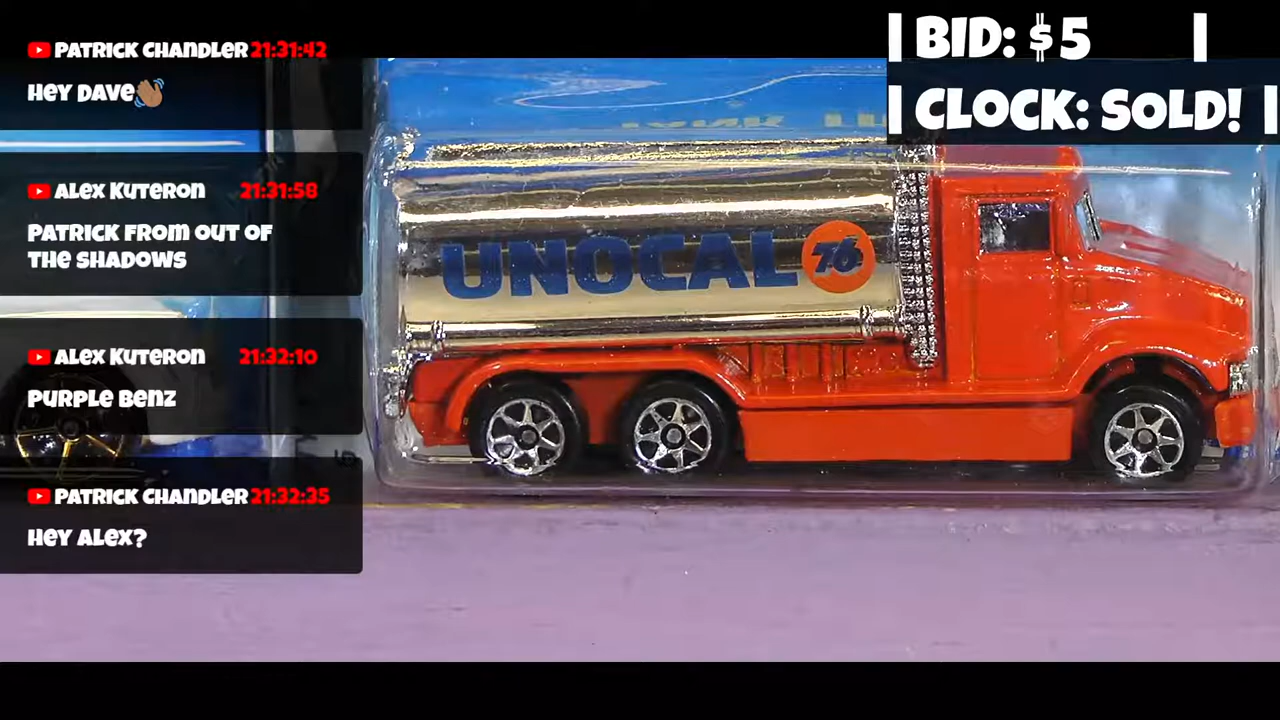 Patrick Chandler 21:31:42
Hey Dave👋🏽
Alex Kuteron 21:31:58
Patrick from out of
the shadows
Alex Kuteron 21:32:10
Purple Benz
Patrick Chandler 21:32:35
Hey Alex?
| BID: $5 |
| CLOCK: SOLD! |
UNOCAL 76